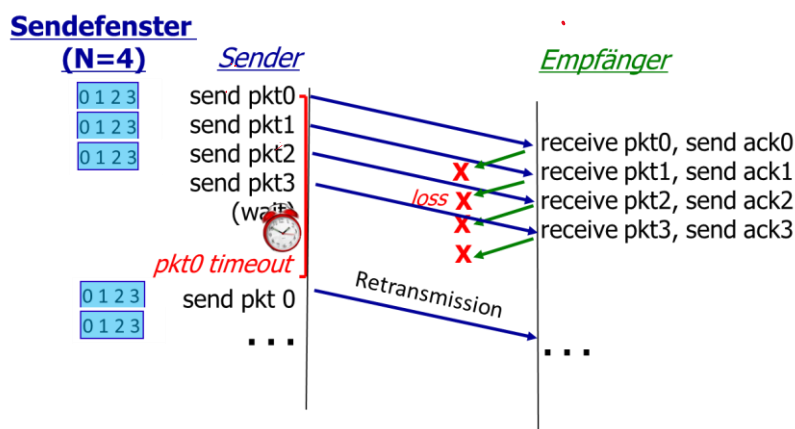 Sendefenster
(N=4)
Sender
Empfänger
0 1 2 3
send pkt0
0 1 2 3
send pkt1
receive pkt0, send ack0
0 1 2 3
send pkt2
X
receive pkt1, send ack1
send pkt3
loss
X
receive pkt2, send ack2
(wait)
X
receive pkt3, send ack3
X
pkt0 timeout
0 1 2 3
send pkt 0
Retransmission
0 1 2 3
...
...